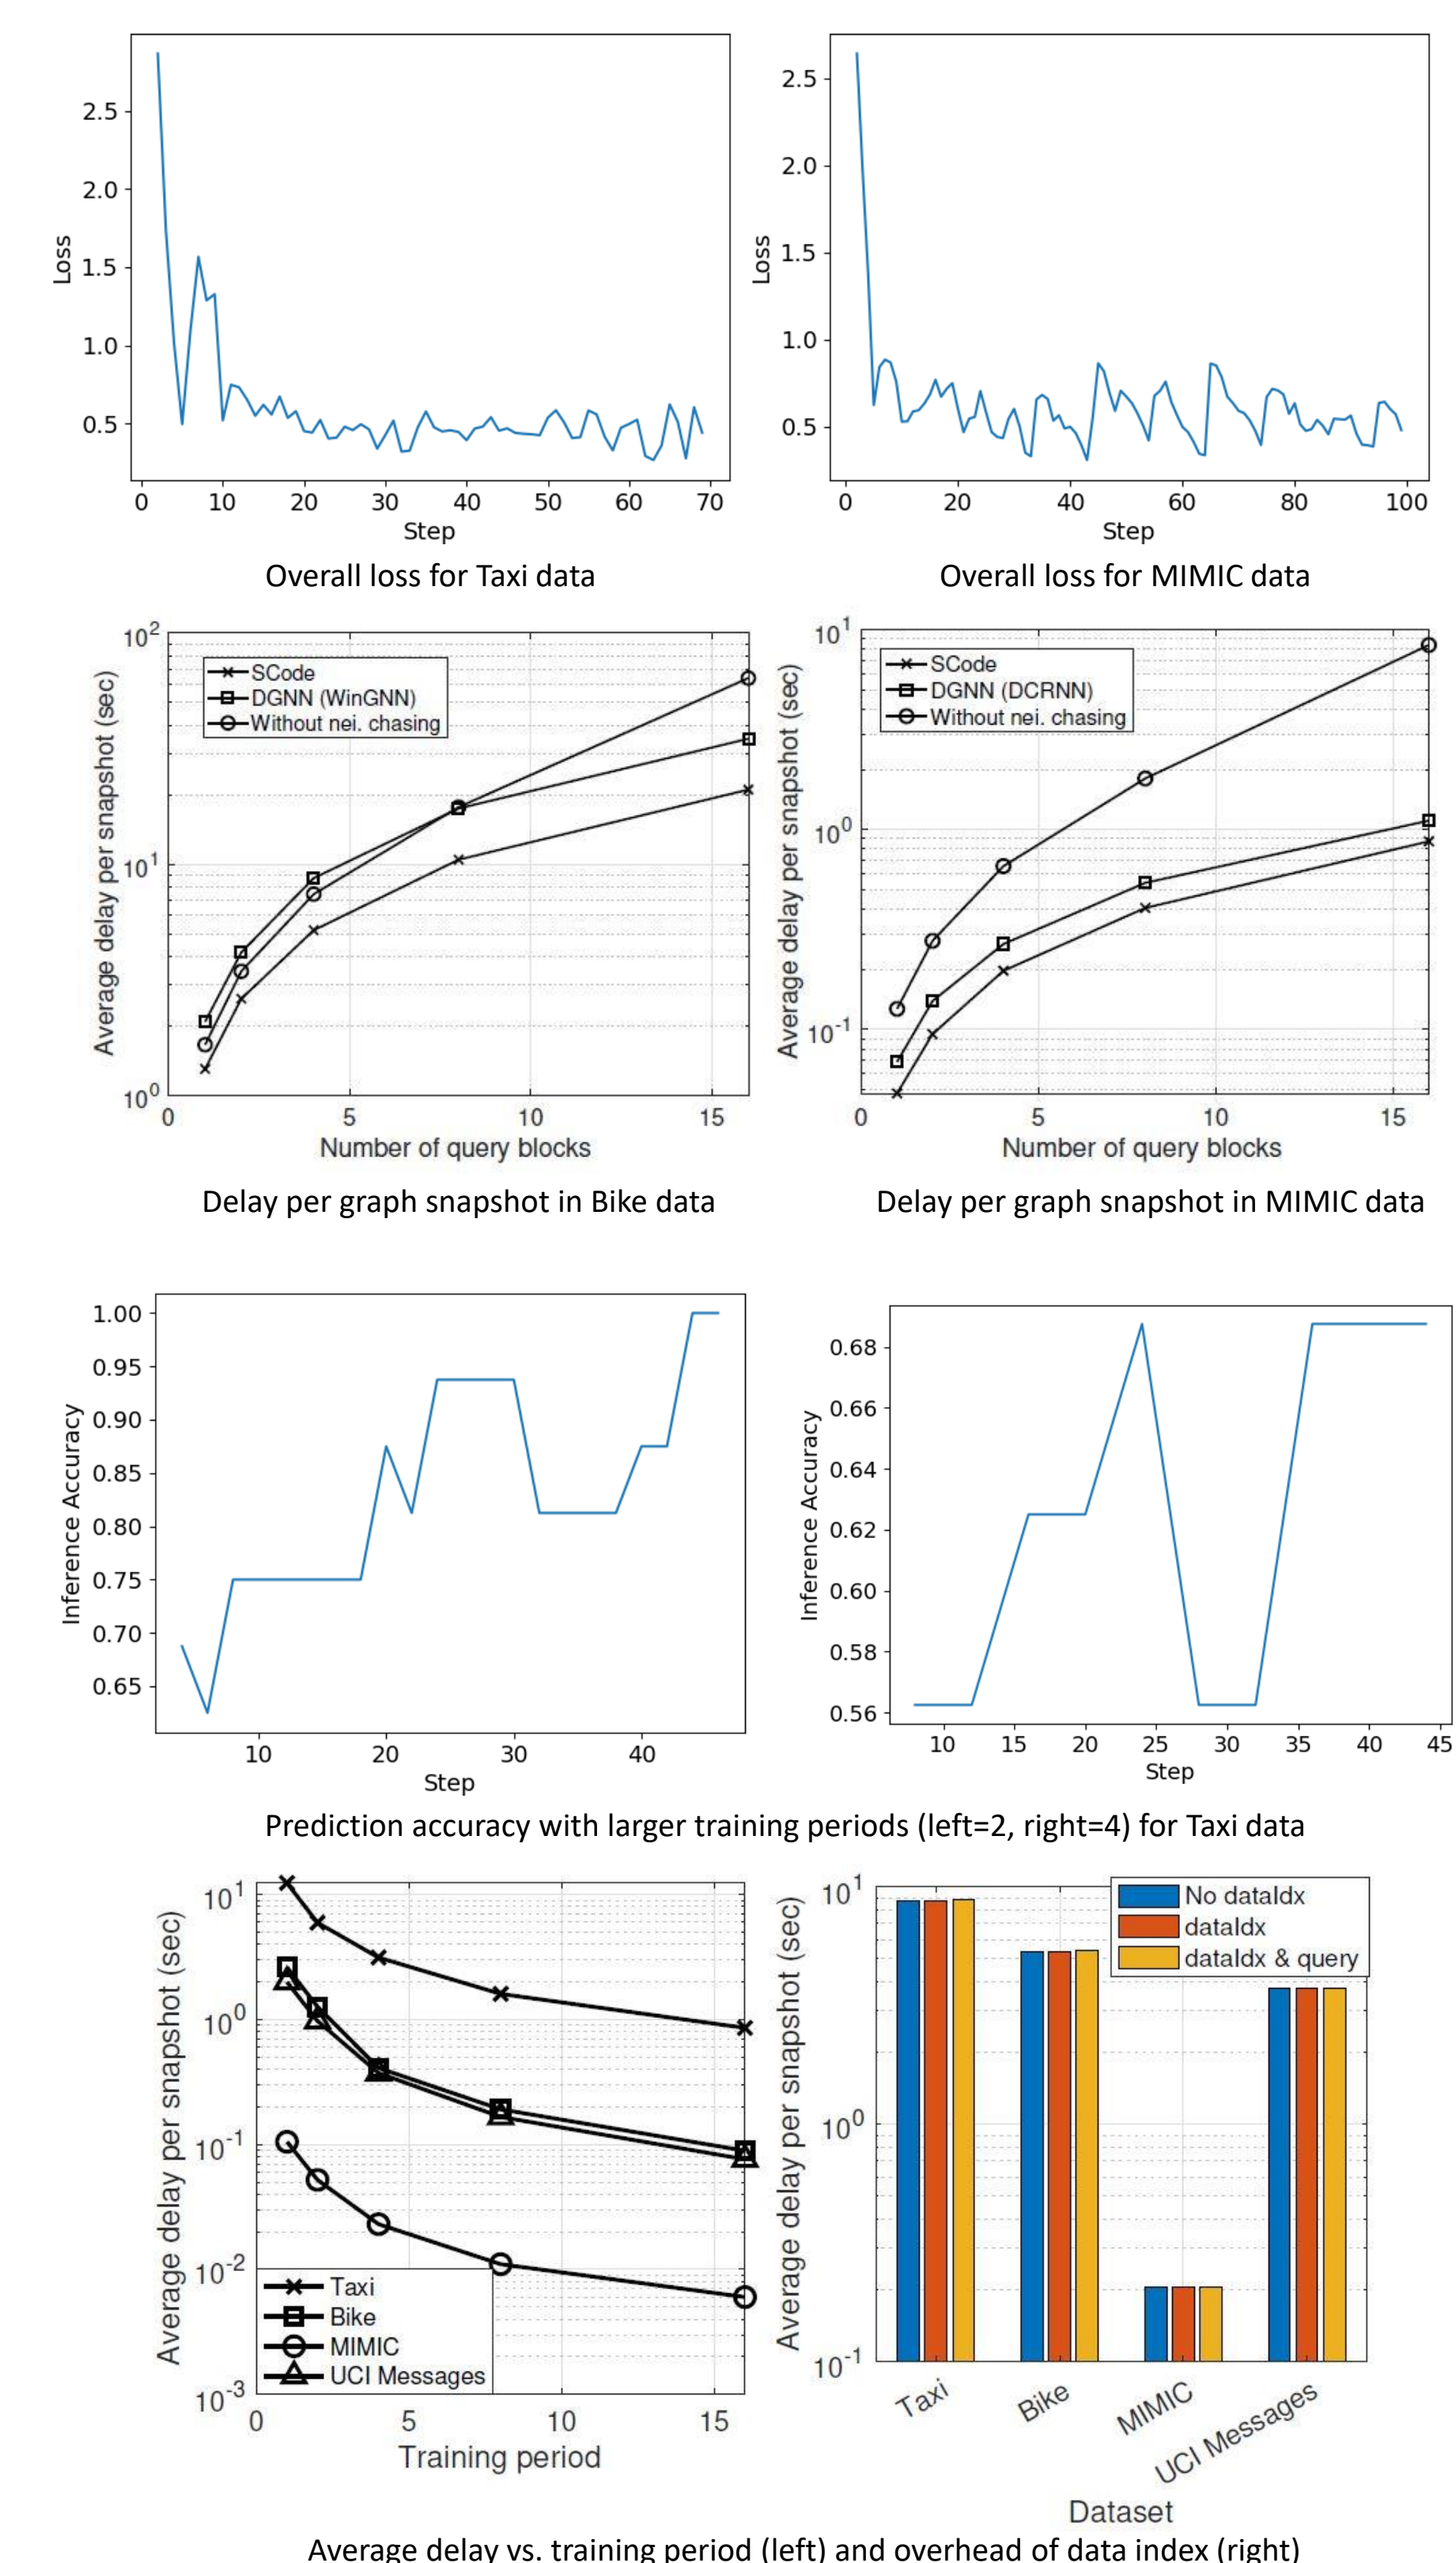 2.5
2.0
1.5
1.0
0.5
Loss
0 10 20 30 40 50 60 70
Step
Overall loss for Taxi data
2.5
2.0
1.5
1.0
0.5
Loss
0 20 40 60 80 100
Step
Overall loss for MIMIC data
10^2
10^1
10^0
Average delay per snapshot (sec)
SCode
DGNN (WinGNN)
Without nei. chasing
0 5 10 15
Number of query blocks
Delay per graph snapshot in Bike data
10^1
10^0
10^-1
Average delay per snapshot (sec)
SCode
DGNN (DCRNN)
Without nei. chasing
0 5 10 15
Number of query blocks
Delay per graph snapshot in MIMIC data
1.00
0.95
0.90
0.85
0.80
0.75
0.70
0.65
Inference Accuracy
10 20 30 40
Step
0.68
0.66
0.64
0.62
0.60
0.58
0.56
Inference Accuracy
10 15 20 25 30 35 40 45
Step
Prediction accuracy with larger training periods (left=2, right=4) for Taxi data
10^1
10^0
10^-1
10^-2
10^-3
Average delay per snapshot (sec)
Taxi
Bike
MIMIC
UCI Messages
0 5 10 15
Training period
10^1
10^0
10^-1
Average delay per snapshot (sec)
No dataIdx
dataIdx
dataIdx & query
Taxi
Bike
MIMIC
UCI Messages
Dataset
Average delay vs. training period (left) and overhead of data index (right)